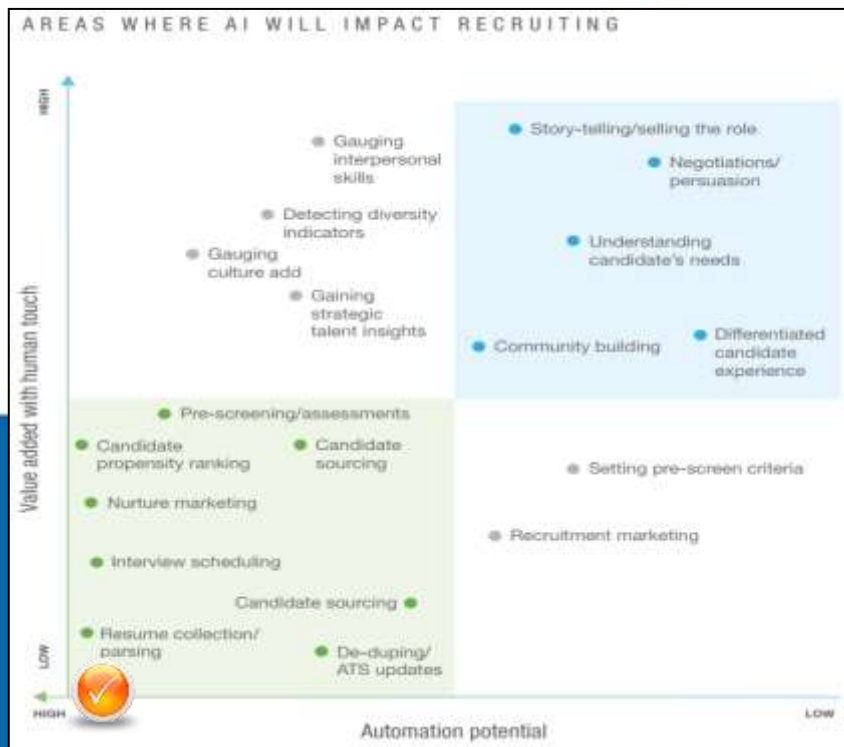 AREAS WHERE AI WILL IMPACT RECRUITING
HIGH
Story-telling/selling the role
Gauging
interpersonal
skills
Negotiations/
persuasion
Detecting diversity
indicators
Understanding
candidate's needs
Gauging
culture add
Gaining
strategic
talent insights
Community building
Differentiated
candidate
experience
Value added with human touch
Pre-screening/assessments
Candidate
propensity ranking
Candidate
sourcing
Setting pre-screen criteria
Nurture marketing
Recruitment marketing
Interview scheduling
Candidate sourcing
Resume collection/
parsing
De-duping/
ATS updates
LOW
HIGH
Automation potential
LOW